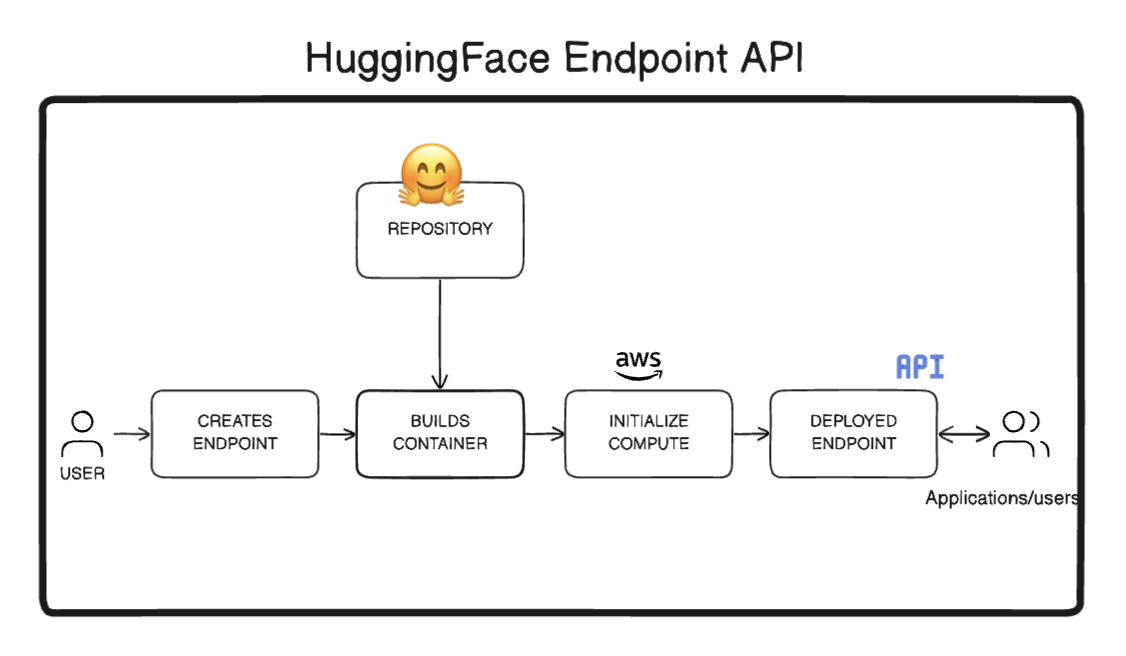 HuggingFace Endpoint API
REPOSITORY
aws
API
CREATES
ENDPOINT
BUILDS
CONTAINER
INITIALIZE
COMPUTE
DEPLOYED
ENDPOINT
USER
Applications/users